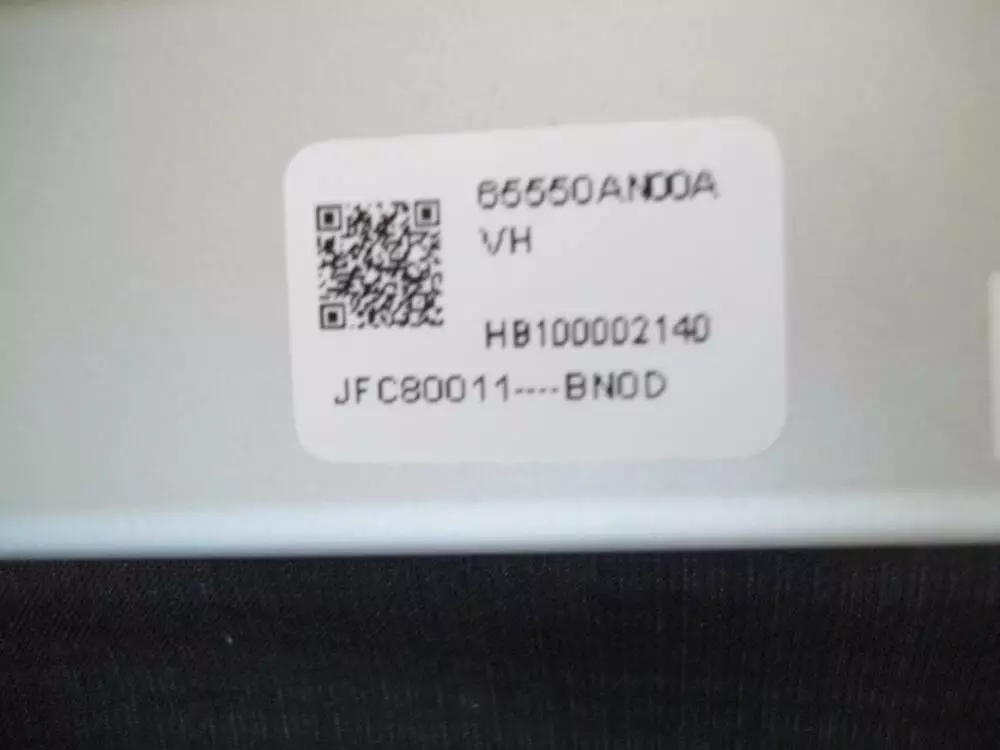 65550AN00A
VH
HB100002140
JFC80011----BN0D